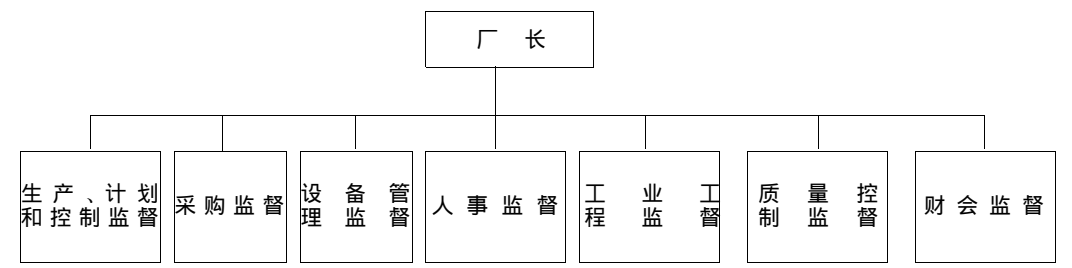 厂 长
生产、计划
和控制监督
采购监督
设备管
理监督
人事监督
工业工
程监督
质量控
制监督
财会监督